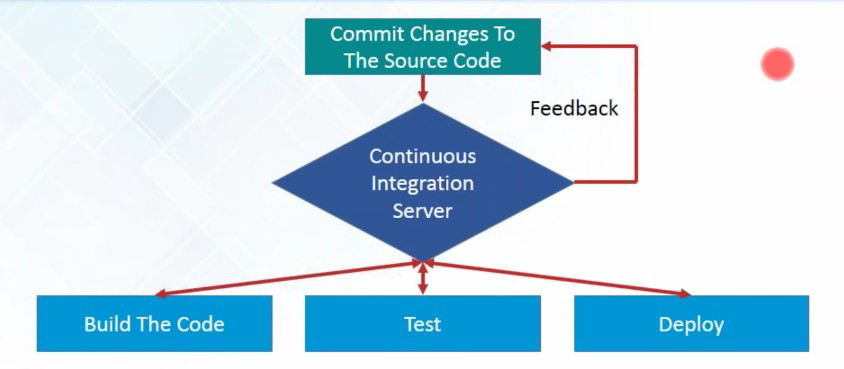 Commit Changes To
The Source Code
Feedback
Continuous
Integration
Server
Build The Code
Test
Deploy